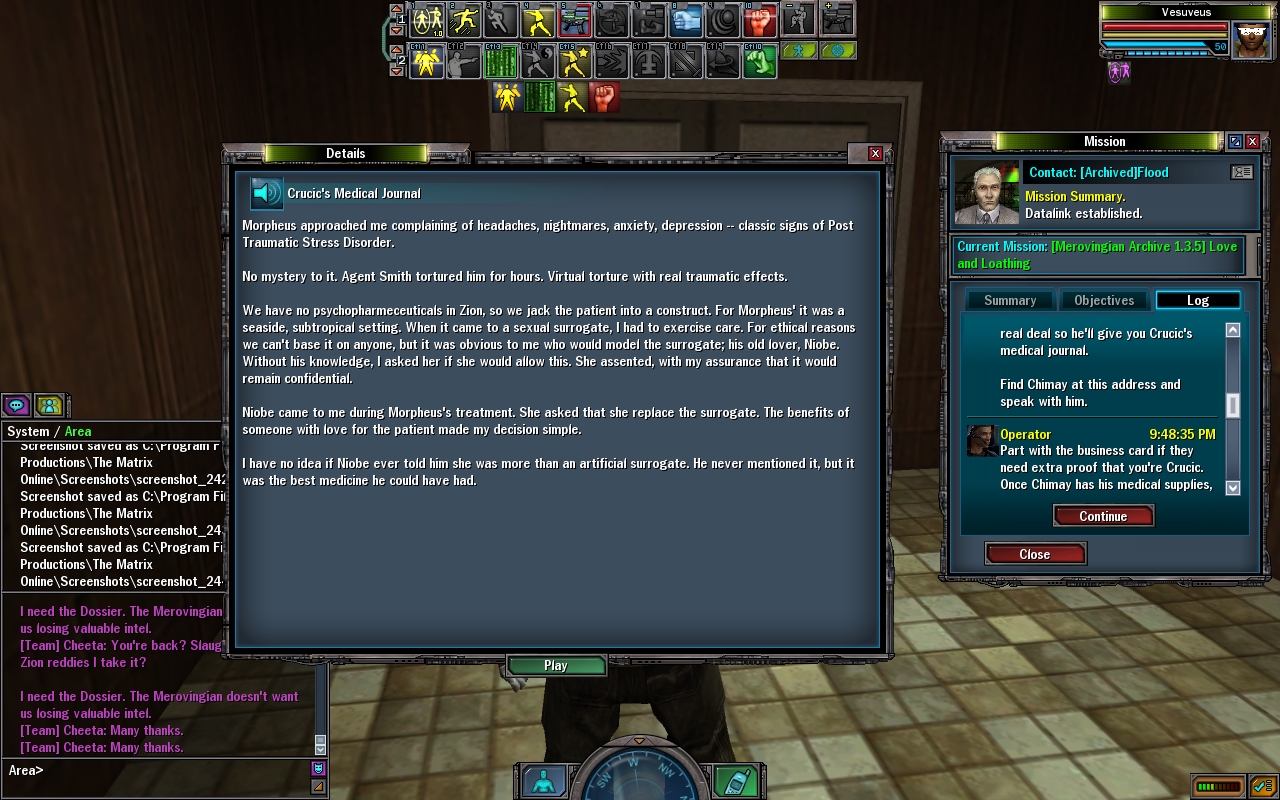 Vesuveus
50
1
2
1.0
Details
Crucic's Medical Journal
Morpheus approached me complaining of headaches, nightmares, anxiety, depression -- classic signs of Post
Traumatic Stress Disorder.
No mystery to it. Agent Smith tortured him for hours. Virtual torture with real traumatic effects.
We have no psychopharmeceuticals in Zion, so we jack the patient into a construct. For Morpheus' it was a
seaside, subtropical setting. When it came to a sexual surrogate, I had to exercise care. For ethical reasons
we can't base it on anyone, but it was obvious to me who would model the surrogate; his old lover, Niobe.
Without his knowledge, I asked her if she would allow this. She assented, with my assurance that it would
remain confidential.
Niobe came to me during Morpheus's treatment. She asked that she replace the surrogate. The benefits of
someone with love for the patient made my decision simple.
I have no idea if Niobe ever told him she was more than an artificial surrogate. He never mentioned it, but it
was the best medicine he could have had.
Play
Mission
Contact: [Archived]Flood
Mission Summary.
Datalink established.
Current Mission: [Merovingian Archive 1.3.5] Love
and Loathing
Summary
Objectives
Log
real deal so he'll give you Crucic's
medical journal.
Find Chimay at this address and
speak with him.
Operator 9:48:35 PM
Part with the business card if they
need extra proof that you're Crucic.
Once Chimay has his medical supplies,
Continue
Close
System / Area
Screenshot saved as C:\Program F
Productions\The Matrix
Online\Screenshots\screenshot_242
Screenshot saved as C:\Program Fi
Productions\The Matrix
Online\Screenshots\screenshot_24
Screenshot saved as C:\Program Fi
Productions\The Matrix
Online\Screenshots\screenshot_24
I need the Dossier. The Merovingian
us losing valuable intel.
[Team] Cheeta: You're back? Slaug
Zion reddies I take it?
I need the Dossier. The Merovingian doesn't want
us losing valuable intel.
[Team] Cheeta: Many thanks.
[Team] Cheeta: Many thanks.
Area>
SW
W
NW